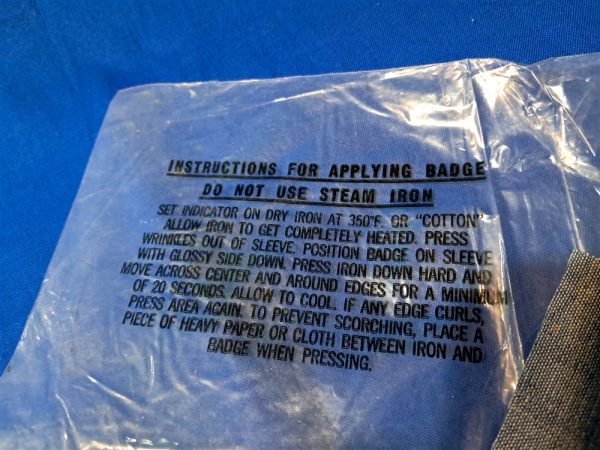 INSTRUCTIONS FOR APPLYING BADGE
DO NOT USE STEAM IRON
SET INDICATOR ON DRY IRON AT 350°F. OR "COTTON"
ALLOW IRON TO GET COMPLETELY HEATED. PRESS
WRINKLES OUT OF SLEEVE. POSITION BADGE ON SLEEVE
WITH GLOSSY SIDE DOWN. PRESS IRON DOWN HARD AND
MOVE ACROSS CENTER AND AROUND EDGES FOR A MINIMUM
OF 20 SECONDS. ALLOW TO COOL. IF ANY EDGE CURLS,
PRESS AREA AGAIN. TO PREVENT SCORCHING, PLACE A
PIECE OF HEAVY PAPER OR CLOTH BETWEEN IRON AND
BADGE WHEN PRESSING.